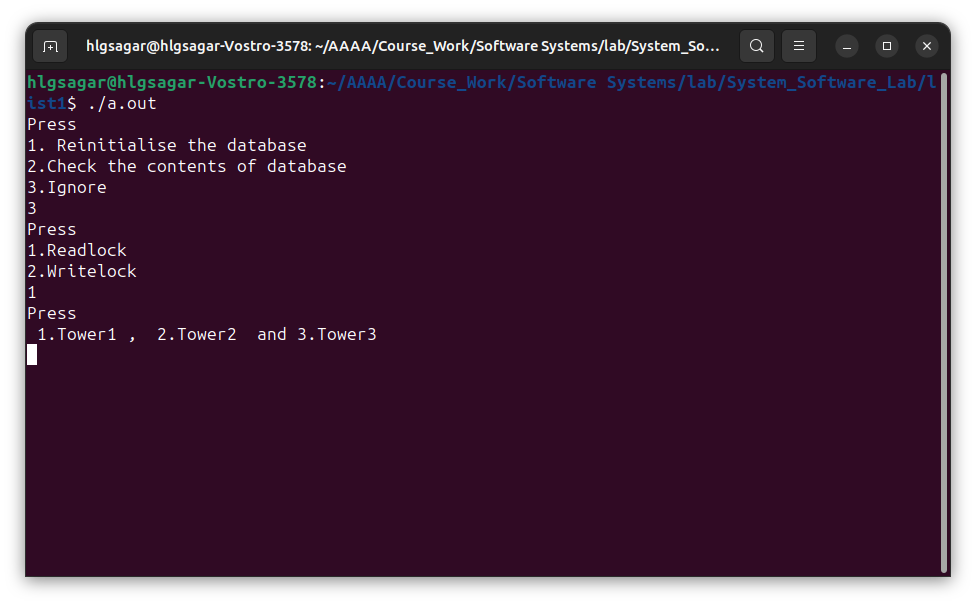 hlgsagar@hlgsagar-Vostro-3578: ~/AAAA/Course_Work/Software Systems/lab/System_So...
hlgsagar@hlgsagar-Vostro-3578:~/AAAA/Course_Work/Software Systems/lab/System_Software_Lab/l
ist1$ ./a.out
Press
1. Reinitialise the database
2.Check the contents of database
3.Ignore
3
Press
1.Readlock
2.Writelock
1
Press
 1.Tower1 ,  2.Tower2  and 3.Tower3